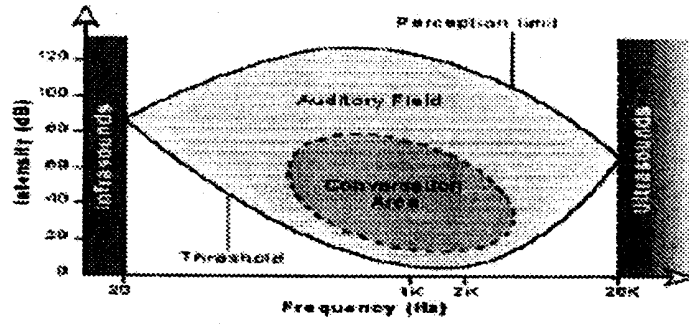 Perception limit
120
100
80
60
40
20
0
Intensity (dB)
Infrasounds
Auditory Field
Conversation
Area
Threshold
Ultrasounds
20
1K
2K
20K
Frequency (Hz)